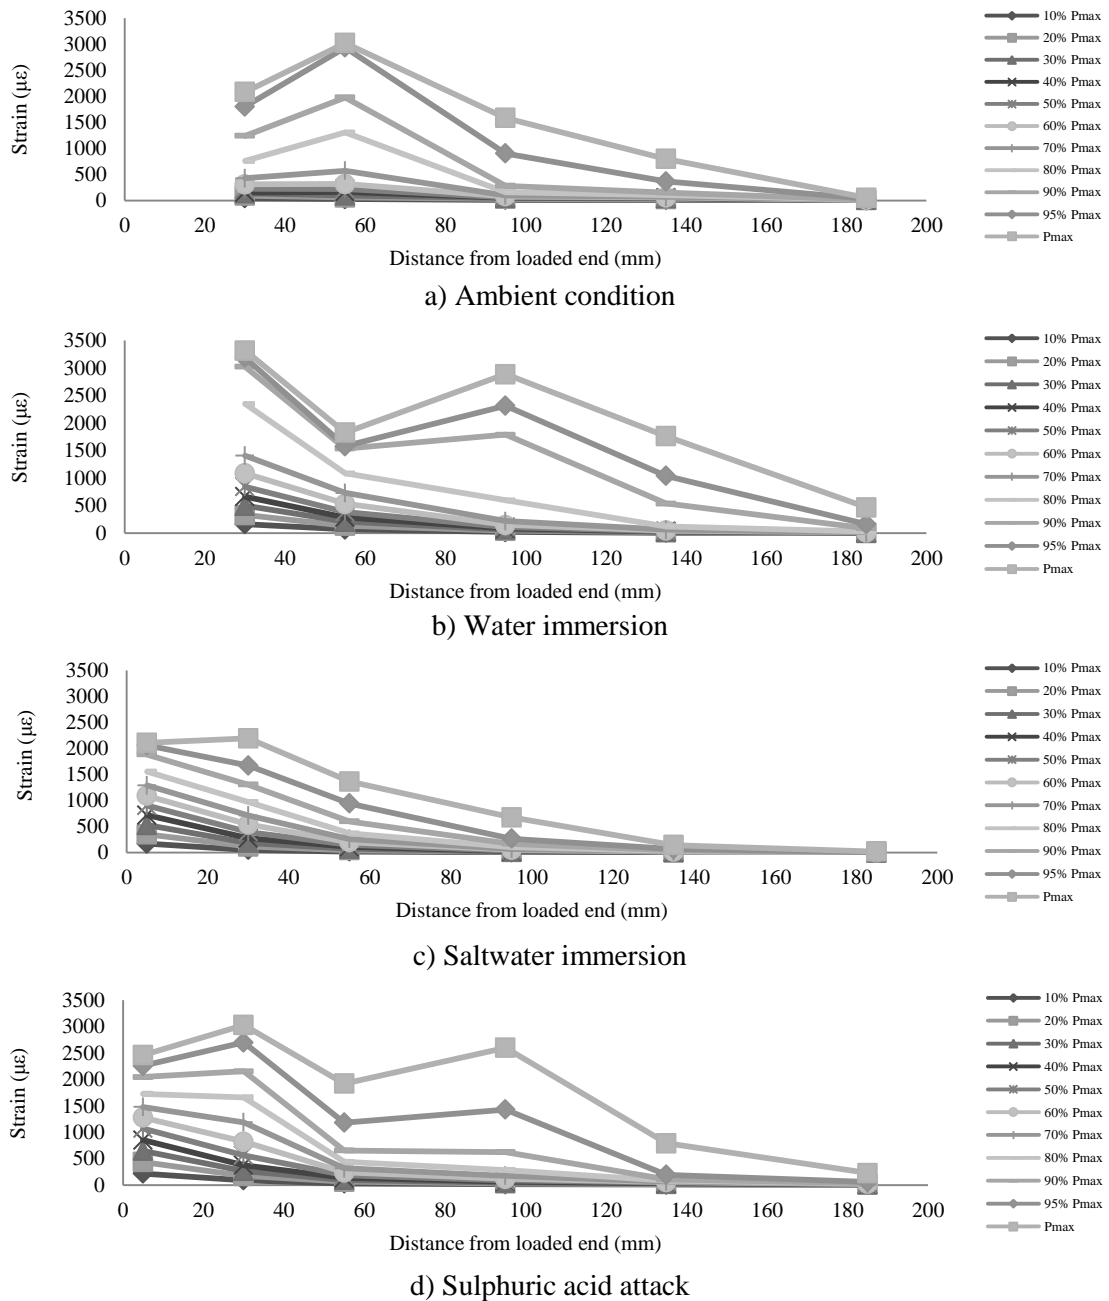 3500
3000
2500
2000
1500
1000
500
0
Strain (µε)
0 20 40 60 80 100 120 140 160 180 200
Distance from loaded end (mm)
10% Pmax
20% Pmax
30% Pmax
40% Pmax
50% Pmax
60% Pmax
70% Pmax
80% Pmax
90% Pmax
95% Pmax
Pmax
a) Ambient condition
3500
3000
2500
2000
1500
1000
500
0
Strain (µε)
0 20 40 60 80 100 120 140 160 180 200
Distance from loaded end (mm)
10% Pmax
20% Pmax
30% Pmax
40% Pmax
50% Pmax
60% Pmax
70% Pmax
80% Pmax
90% Pmax
95% Pmax
Pmax
b) Water immersion
3500
3000
2500
2000
1500
1000
500
0
Strain (µε)
0 20 40 60 80 100 120 140 160 180 200
Distance from loaded end (mm)
10% Pmax
20% Pmax
30% Pmax
40% Pmax
50% Pmax
60% Pmax
70% Pmax
80% Pmax
90% Pmax
95% Pmax
Pmax
c) Saltwater immersion
3500
3000
2500
2000
1500
1000
500
0
Strain (µε)
0 20 40 60 80 100 120 140 160 180 200
Distance from loaded end (mm)
10% Pmax
20% Pmax
30% Pmax
40% Pmax
50% Pmax
60% Pmax
70% Pmax
80% Pmax
90% Pmax
95% Pmax
Pmax
d) Sulphuric acid attack